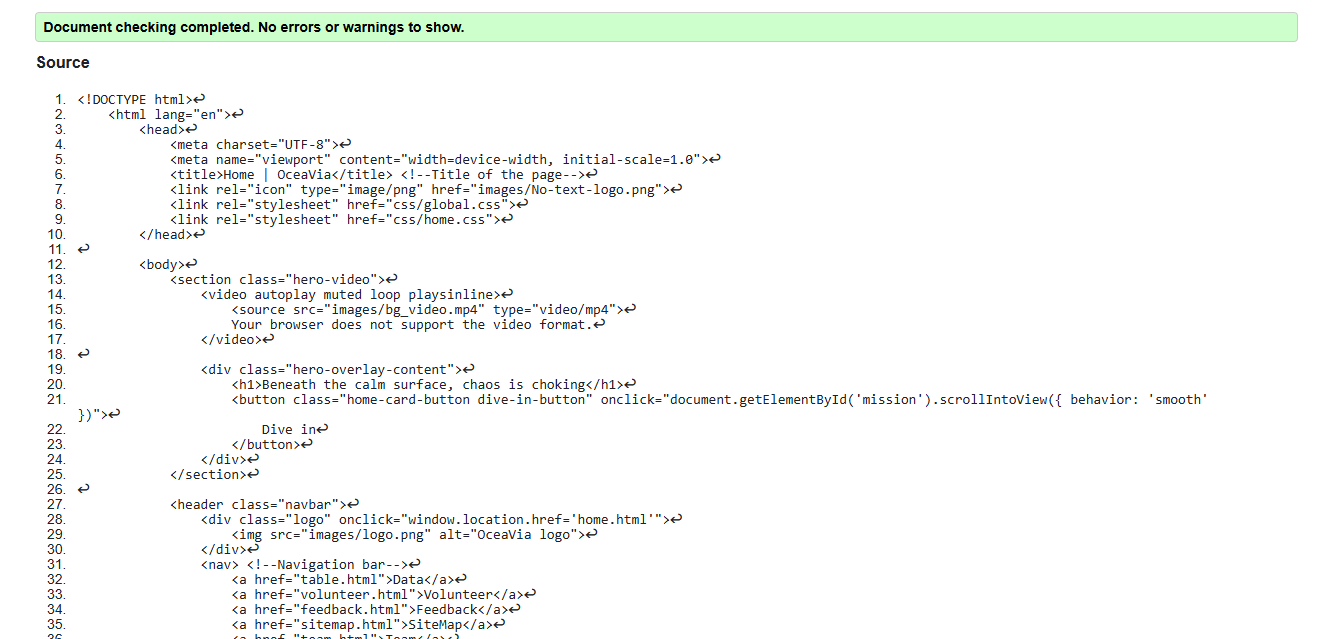 Document checking completed. No errors or warnings to show.
Source
1. <!DOCTYPE html>↩
2. <html lang="en">↩
3. <head>↩
4. <meta charset="UTF-8">↩
5. <meta name="viewport" content="width=device-width, initial-scale=1.0">↩
6. <title>Home | OceaVia</title> <!--Title of the page-->↩
7. <link rel="icon" type="image/png" href="images/No-text-logo.png">↩
8. <link rel="stylesheet" href="css/global.css">↩
9. <link rel="stylesheet" href="css/home.css">↩
10. </head>↩
11. ↩
12. <body>↩
13. <section class="hero-video">↩
14. <video autoplay muted loop playsinline>↩
15. <source src="images/bg_video.mp4" type="video/mp4">↩
16. Your browser does not support the video format.↩
17. </video>↩
18. ↩
19. <div class="hero-overlay-content">↩
20. <h1>Beneath the calm surface, chaos is choking</h1>↩
21. <button class="home-card-button dive-in-button" onclick="document.getElementById('mission').scrollIntoView({ behavior: 'smooth'
})">↩
22. Dive in↩
23. </button>↩
24. </div>↩
25. </section>↩
26. ↩
27. <header class="navbar">↩
28. <div class="logo" onclick="window.location.href='home.html'">↩
29. <img src="images/logo.png" alt="OceaVia logo">↩
30. </div>↩
31. <nav> <!--Navigation bar-->↩
32. <a href="table.html">Data</a>↩
33. <a href="volunteer.html">Volunteer</a>↩
34. <a href="feedback.html">Feedback</a>↩
35. <a href="sitemap.html">SiteMap</a>↩
36. <a href="team.html">Team</a>↩